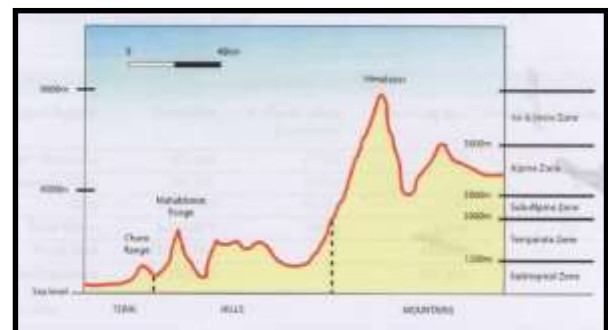 0
40km
Himalayas
8000m
Ice & Snow Zone
5000m
Alpine Zone
4000m
Mahabharat
Range
3000m
Sub-Alpine Zone
2000m
Churia
Range
Temperate Zone
Subtropical Zone
Sea level
TERAI
HILLS
MOUNTAINS